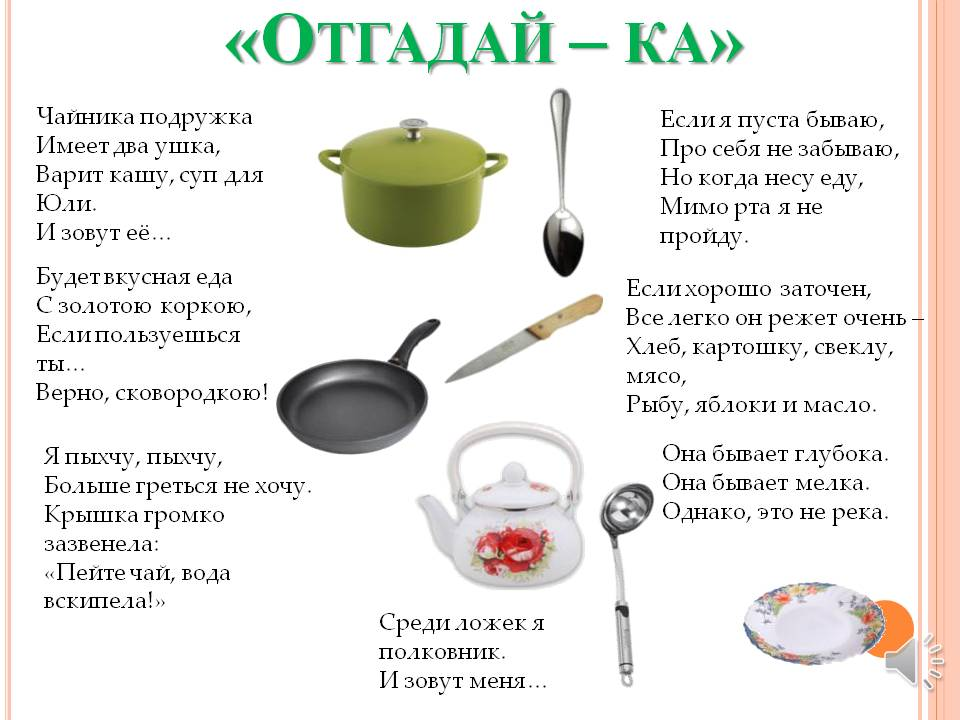 «Отгадай – ка»
Чайника подружка
Имеет два ушка,
Варит кашу, суп для
Юли.
И зовут её…
Если я пуста бываю,
Про себя не забываю,
Но когда несу еду,
Мимо рта я не
пройду.
Будет вкусная еда
С золотою коркою,
Если пользуешься
ты…
Верно, сковородкою!
Если хорошо заточен,
Все легко он режет очень –
Хлеб, картошку, свеклу,
мясо,
Рыбу, яблоки и масло.
Я пыхчу, пыхчу,
Больше греться не хочу.
Крышка громко
зазвенела:
«Пейте чай, вода
вскипела!»
Она бывает глубока.
Она бывает мелка.
Однако, это не река.
Среди ложек я
полковник.
И зовут меня…